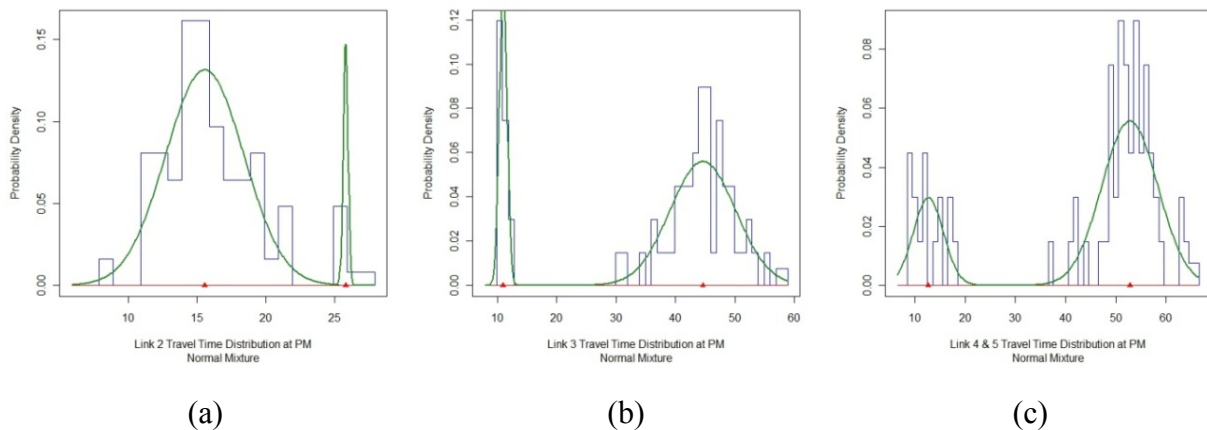 0.15
0.10
0.05
0.00
Probability Density
10 15 20 25
Link 2 Travel Time Distribution at PM
Normal Mixture
(a)
0.12
0.10
0.08
0.06
0.04
0.02
0.00
Probability Density
10 20 30 40 50 60
Link 3 Travel Time Distribution at PM
Normal Mixture
(b)
0.08
0.06
0.04
0.02
0.00
Probability Density
10 20 30 40 50 60
Link 4 & 5 Travel Time Distribution at PM
Normal Mixture
(c)